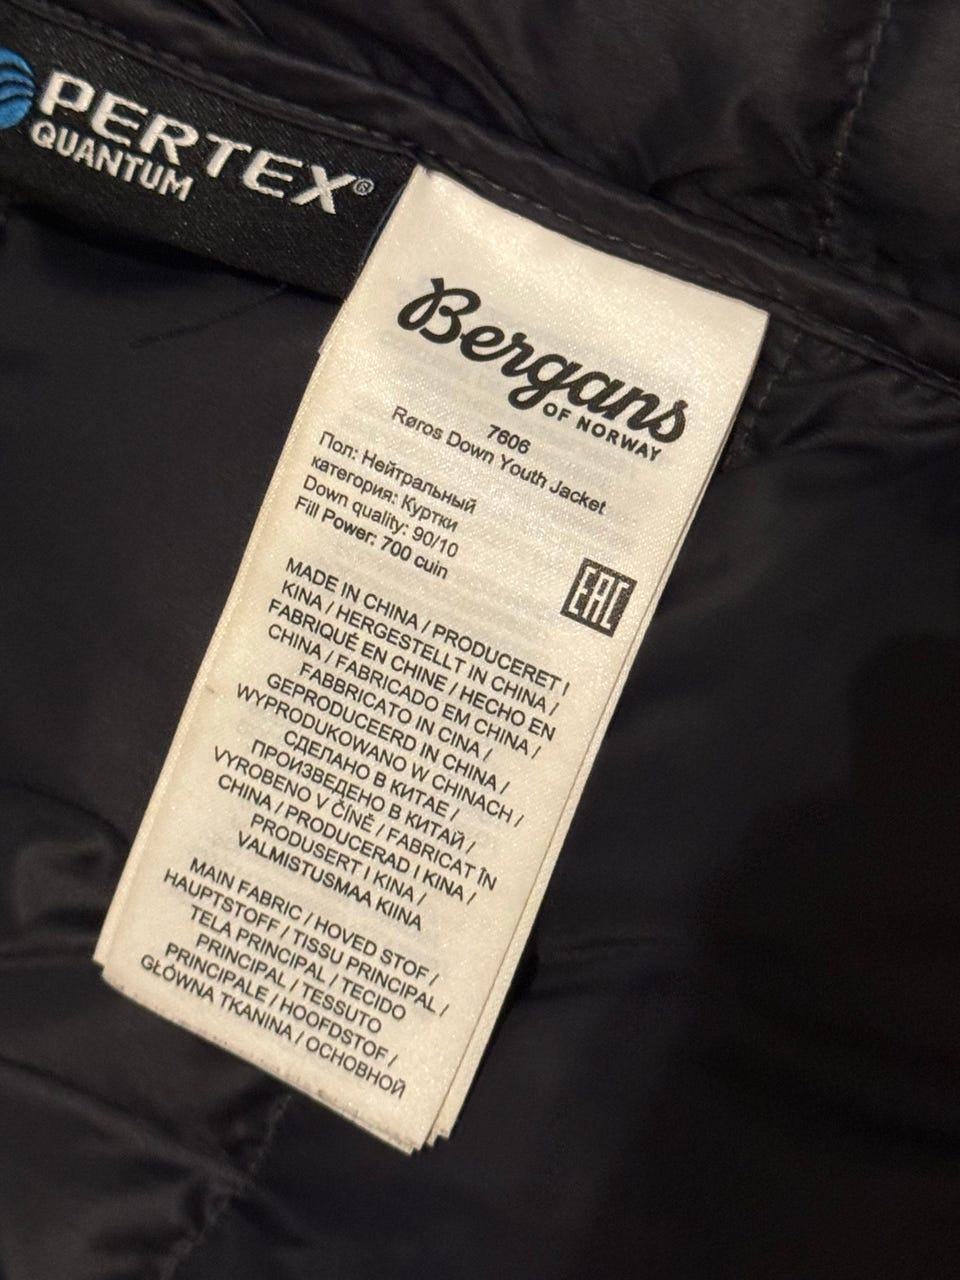 PERTEX®
QUANTUM
Bergans
OF NORWAY
7606
Røros Down Youth Jacket
Пол: Нейтральный
категория: Куртки
Down quality: 90/10
Fill Power: 700 cuin
EAC
MADE IN CHINA / PRODUCERET I
KINA / HERGESTELLT IN CHINA /
FABRIQUÉ EN CHINE / HECHO EN
CHINA / FABRICADO EM CHINA /
FABBRICATO IN CINA /
GEPRODUCEERD IN CHINA /
WYPRODUKOWANO W CHINACH /
СДЕЛАНО В КИТАЕ /
ПРОИЗВЕДЕНО В КИТАЙ /
VYROBENO V ČÍNĚ / FABRICAT ÎN
CHINA / PRODUCERAD I KINA /
PRODUSERT I KINA /
VALMISTUSMAA KIINA
MAIN FABRIC / HOVED STOF /
HAUPTSTOFF / TISSU PRINCIPAL /
TELA PRINCIPAL / TECIDO
PRINCIPAL / TESSUTO
PRINCIPALE / HOOFDSTOF /
GŁÓWNA TKANINA / ОСНОВНОЙ